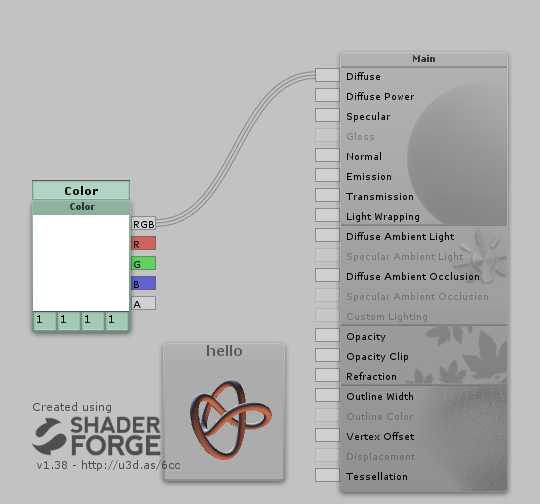 Main
Diffuse
Diffuse Power
Specular
Gloss
Normal
Emission
Transmission
Light Wrapping
Diffuse Ambient Light
Specular Ambient Light
Diffuse Ambient Occlusion
Specular Ambient Occlusion
Custom Lighting
Opacity
Opacity Clip
Refraction
Outline Width
Outline Color
Vertex Offset
Displacement
Tessellation
Color
Color
RGB
R
G
B
A
1 1 1 1
hello
Created using
SHADER
FORGE
v1.38 - http://u3d.as/6cc